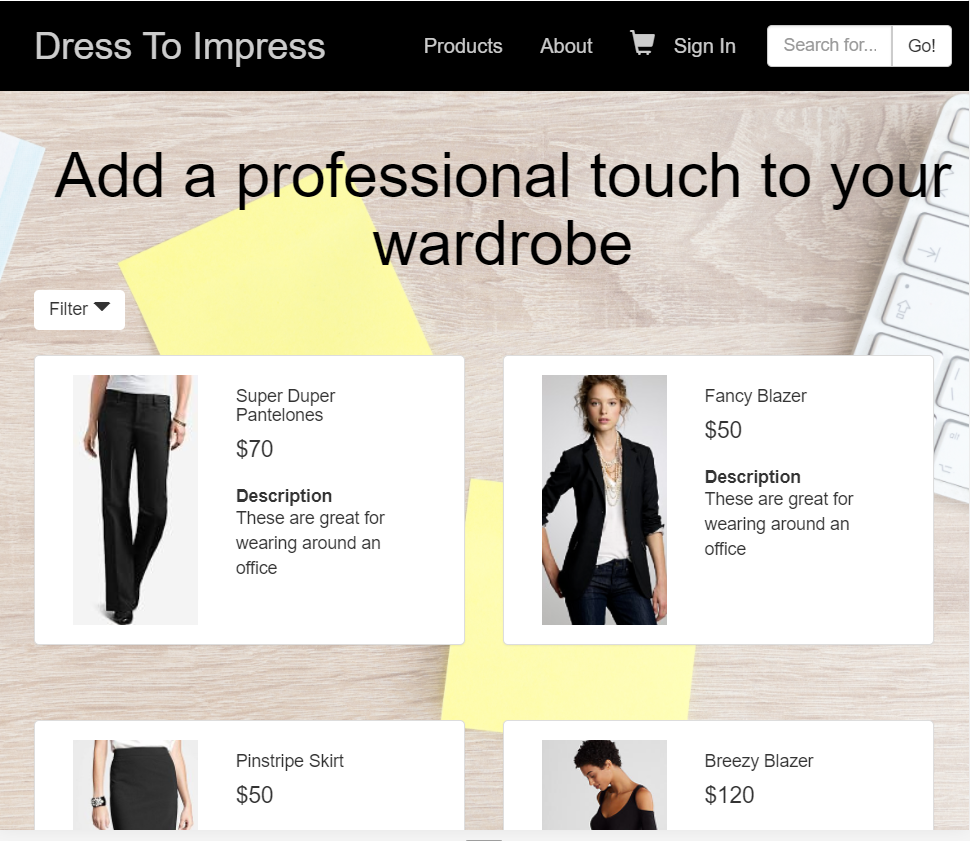 Dress To Impress
Products About Sign In Search for... Go!
Add a professional touch to your
wardrobe
Filter
Super Duper
Pantelones
$70
Description
These are great for
wearing around an
office
Fancy Blazer
$50
Description
These are great for
wearing around an
office
Pinstripe Skirt
$50
Breezy Blazer
$120